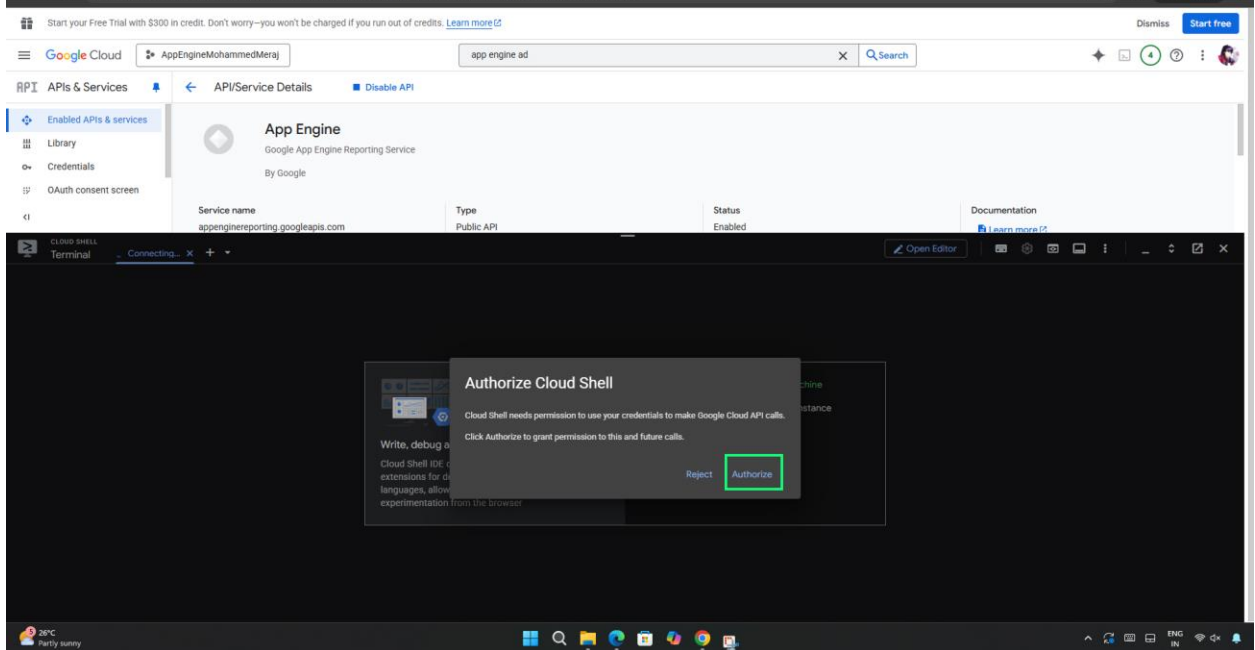 Start your Free Trial with $300 in credit. Don't worry—you won't be charged if you run out of credits. Learn more
Dismiss
Start free
Google Cloud
AppEngineMohammedMeraj
app engine ad
Search
4
API APIs & Services
API/Service Details
Disable API
Enabled APIs & services
Library
Credentials
OAuth consent screen
App Engine
Google App Engine Reporting Service
By Google
Service name
appenginereporting.googleapis.com
Type
Public API
Status
Enabled
Documentation
Learn more
CLOUD SHELL
Terminal
Connecting...
Open Editor
Write, debug a
Cloud Shell IDE
extensions for
languages, allow
experimentation from the browser
Authorize Cloud Shell
Cloud Shell needs permission to use your credentials to make Google Cloud API calls.
Click Authorize to grant permission to this and future calls.
Reject
Authorize
chine
stance
5
26°C
Partly sunny
ENG
IN